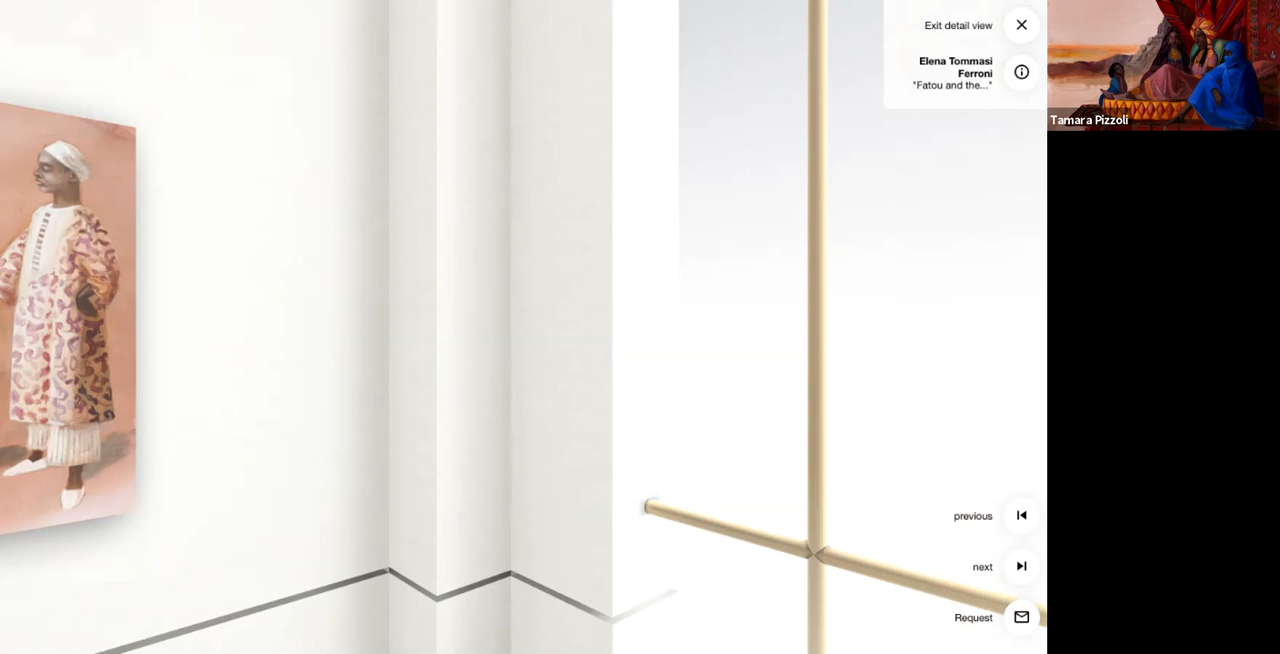 Exit detail view
Elena Tommasi
Ferroni
"Fatou and the..."
Tamara Pizzoli
previous
next
Request